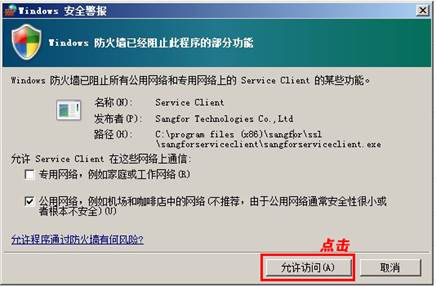 Windows 安全警报
Windows 防火墙已经阻止此程序的部分功能
Windows 防火墙已阻止所有公用网络和专用网络上的 Service Client 的某些功能。
名称(N): Service Client
发布者(P): Sangfor Technologies Co.,Ltd
路径(H): C:\program files (x86)\sangfor\ssl
\sangforserviceclient\sangforserviceclient.exe
允许 Service Client 在这些网络上通信:
专用网络，例如家庭或工作网络(R)
公用网络，例如机场和咖啡店中的网络(不推荐，由于公用网络通常安全性很小或
者根本不安全)(U)
允许程序通过防火墙有何风险?
点击
允许访问(A)
取消